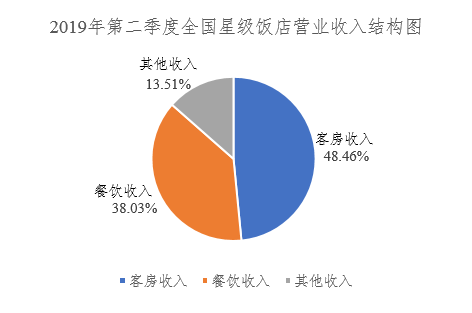 2019年第二季度全国星级饭店营业收入结构图
其他收入
13.51%
客房收入
48.46%
餐饮收入
38.03%
客房收入 餐饮收入 其他收入